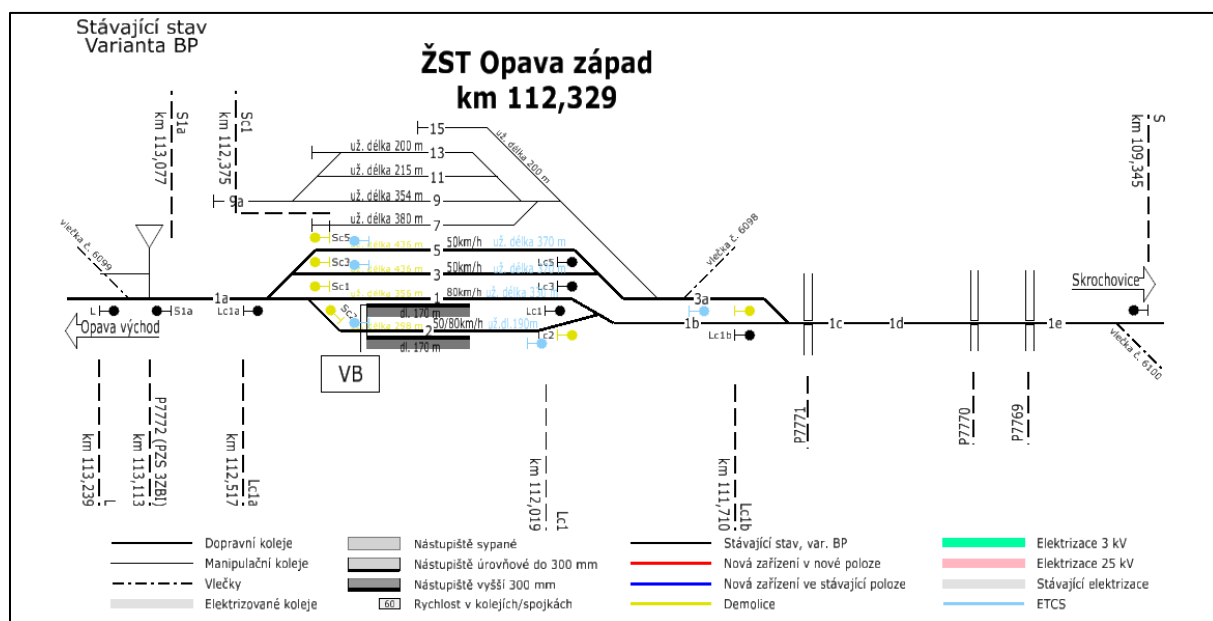 Stávající stav
Varianta BP
ŽST Opava západ
km 112,329
S1a
km 113,077
Sc1
km 112,375
S
km 109,345
15
už. délka 200 m
13
už. délka 200 m
už. délka 215 m
11
už. délka 354 m
9a
9
už. délka 380 m
7
vlečka č. 6099
vlečka č. 6098
Sc5
délka 436 m
50km/h
už. délka 370 m
5
Lc5
Sc3
délka 436 m
50km/h
3
Lc3
Sc1
délka 356 m
80km/h
1
1a
3a
Skrochovice
L
S1a
Lc1a
Sc2
dl. 170 m
Lc1
Opava východ
délka 298 m
50/80km/h
už.dl.190m
2
dl. 170 m
Lc2
1b
Lc1b
1c
1d
1e
vlečka č. 6100
VB
P7771
P7770
P7769
km 113,239
L
km 113,113
P7772 (PZS 3ZBI)
km 112,517
Lc1a
km 112,019
Lc1
km 111,710
Lc1b
Dopravní koleje
Manipulační koleje
Vlečky
Elektrizované koleje
Nástupiště sypané
Nástupiště úrovňové do 300 mm
Nástupiště vyšší 300 mm
60
Rychlost v kolejích/spojkách
Stávající stav, var. BP
Nová zařízení v nové poloze
Nová zařízení ve stávající poloze
Demolice
Elektrizace 3 kV
Elektrizace 25 kV
Stávající elektrizace
ETCS